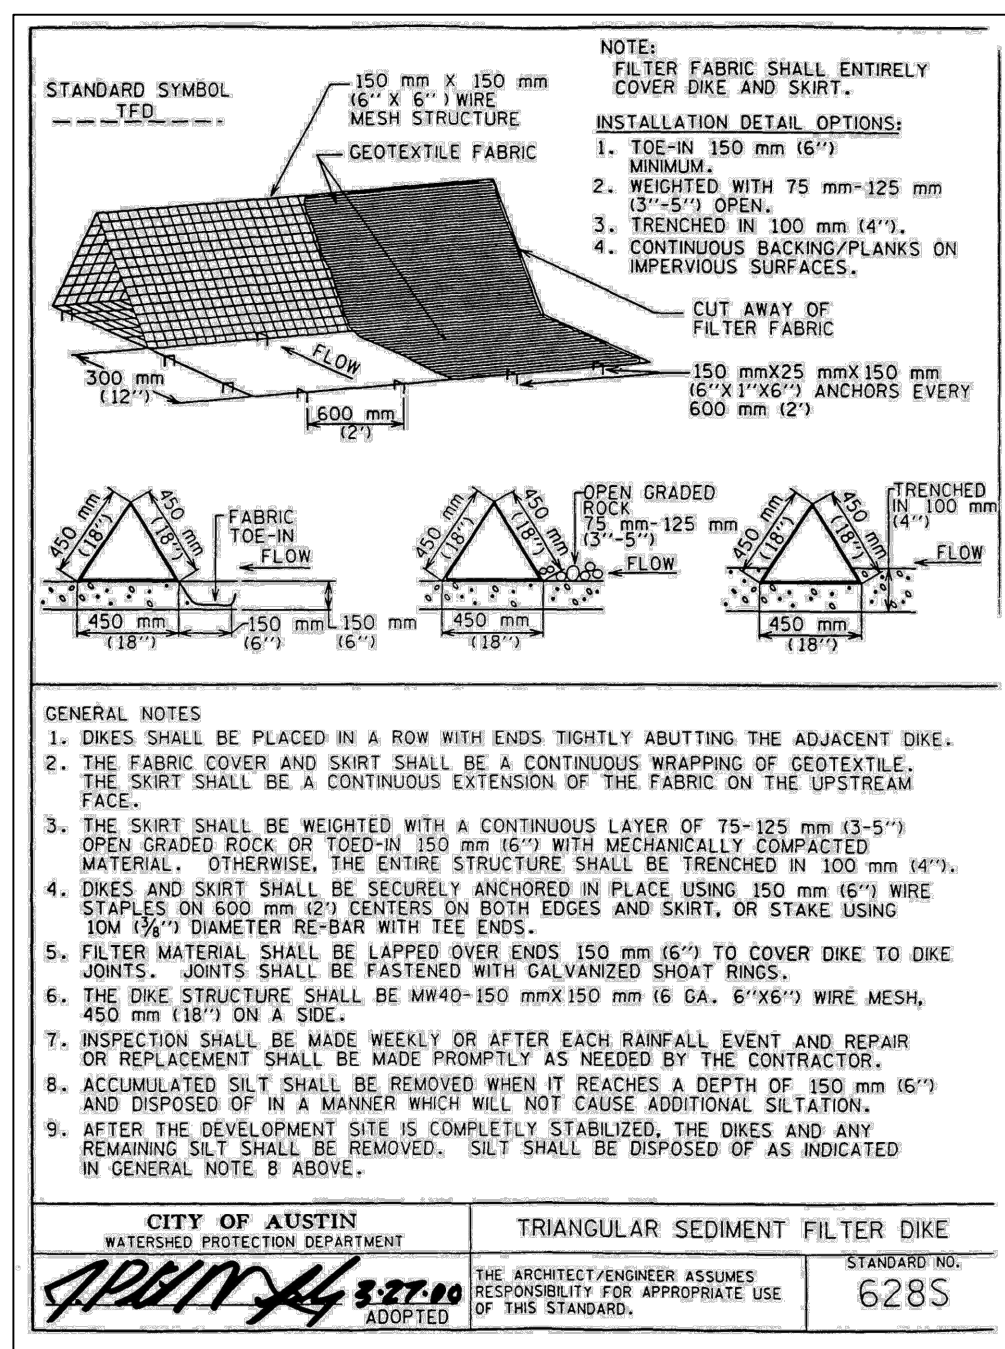 STANDARD SYMBOL
TFD
150 mm X 150 mm
(6'' X 6'') WIRE
MESH STRUCTURE
GEOTEXTILE FABRIC
NOTE:
FILTER FABRIC SHALL ENTIRELY
COVER DIKE AND SKIRT.
INSTALLATION DETAIL OPTIONS:
1. TOE-IN 150 mm (6'')
MINIMUM.
2. WEIGHTED WITH 75 mm-125 mm
(3''-5'') OPEN.
3. TRENCHED IN 100 mm (4'').
4. CONTINUOUS BACKING/PLANKS ON
IMPERVIOUS SURFACES.
CUT AWAY OF
FILTER FABRIC
FLOW
300 mm
(12'')
600 mm
(2')
150 mmX25 mmX150 mm
(6''X1''X6'') ANCHORS EVERY
600 mm (2')
450 mm
(18'')
450 mm
(18'')
FABRIC
TOE-IN
FLOW
450 mm
(18'')
150 mm
(6'')
150 mm
(6'')
450 mm
(18'')
450 mm
(18'')
OPEN GRADED
ROCK
75 mm-125 mm
(3''-5'')
FLOW
450 mm
(18'')
450 mm
(18'')
450 mm
(18'')
TRENCHED
IN 100 mm
(4'')
FLOW
450 mm
(18'')
GENERAL NOTES
1. DIKES SHALL BE PLACED IN A ROW WITH ENDS TIGHTLY ABUTTING THE ADJACENT DIKE.
2. THE FABRIC COVER AND SKIRT SHALL BE A CONTINUOUS WRAPPING OF GEOTEXTILE.
THE SKIRT SHALL BE A CONTINUOUS EXTENSION OF THE FABRIC ON THE UPSTREAM
FACE.
3. THE SKIRT SHALL BE WEIGHTED WITH A CONTINUOUS LAYER OF 75-125 mm (3-5'')
OPEN GRADED ROCK OR TOED-IN 150 mm (6'') WITH MECHANICALLY COMPACTED
MATERIAL. OTHERWISE, THE ENTIRE STRUCTURE SHALL BE TRENCHED IN 100 mm (4'').
4. DIKES AND SKIRT SHALL BE SECURELY ANCHORED IN PLACE USING 150 mm (6'') WIRE
STAPLES ON 600 mm (2') CENTERS ON BOTH EDGES AND SKIRT, OR STAKE USING
10M (3/8'') DIAMETER RE-BAR WITH TEE ENDS.
5. FILTER MATERIAL SHALL BE LAPPED OVER ENDS 150 mm (6'') TO COVER DIKE TO DIKE
JOINTS. JOINTS SHALL BE FASTENED WITH GALVANIZED SHOAT RINGS.
6. THE DIKE STRUCTURE SHALL BE MW40-150 mmX150 mm (6 GA. 6''X6'') WIRE MESH,
450 mm (18'') ON A SIDE.
7. INSPECTION SHALL BE MADE WEEKLY OR AFTER EACH RAINFALL EVENT AND REPAIR
OR REPLACEMENT SHALL BE MADE PROMPTLY AS NEEDED BY THE CONTRACTOR.
8. ACCUMULATED SILT SHALL BE REMOVED WHEN IT REACHES A DEPTH OF 150 mm (6'')
AND DISPOSED OF IN A MANNER WHICH WILL NOT CAUSE ADDITIONAL SILTATION.
9. AFTER THE DEVELOPMENT SITE IS COMPLETLY STABILIZED, THE DIKES AND ANY
REMAINING SILT SHALL BE REMOVED. SILT SHALL BE DISPOSED OF AS INDICATED
IN GENERAL NOTE 8 ABOVE.
CITY OF AUSTIN
WATERSHED PROTECTION DEPARTMENT
3-27-00
ADOPTED
TRIANGULAR SEDIMENT FILTER DIKE
THE ARCHITECT/ENGINEER ASSUMES
RESPONSIBILITY FOR APPROPRIATE USE
OF THIS STANDARD.
STANDARD NO.
628S